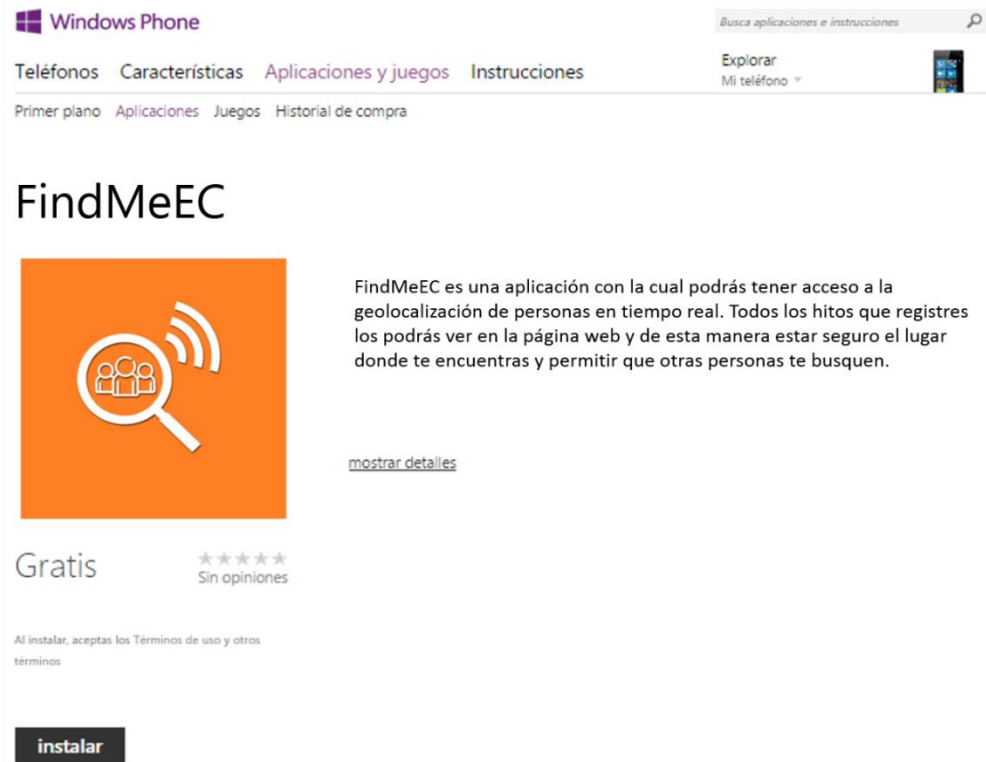 Windows Phone
Busca aplicaciones e instrucciones
Teléfonos Características Aplicaciones y juegos Instrucciones
Explorar
Mi teléfono
Primer plano Aplicaciones Juegos Historial de compra
FindMeEC
FindMeEC es una aplicación con la cual podrás tener acceso a la
geolocalización de personas en tiempo real. Todos los hitos que registres
los podrás ver en la página web y de esta manera estar seguro el lugar
donde te encuentras y permitir que otras personas te busquen.
mostrar detalles
Gratis
Sin opiniones
Al instalar, aceptas los Términos de uso y otros
términos
instalar